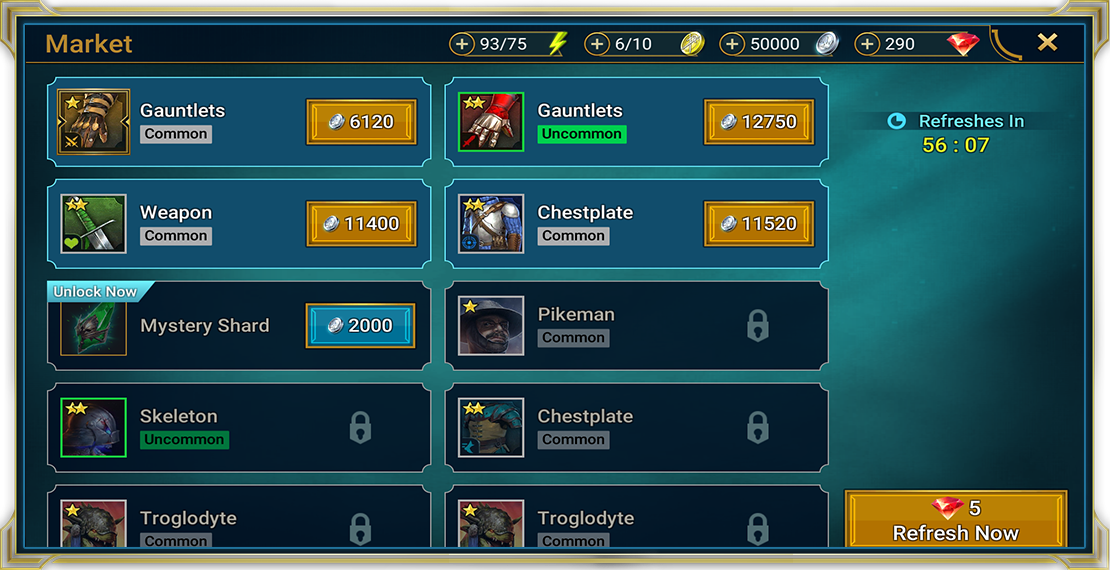 Market
93/75
6/10
50000
290
Gauntlets
Common
6120
Gauntlets
Uncommon
12750
Refreshes In
56 : 07
Weapon
Common
11400
Chestplate
Common
11520
Unlock Now
Mystery Shard
2000
Pikeman
Common
Skeleton
Uncommon
Chestplate
Common
Troglodyte
Common
Troglodyte
Common
5
Refresh Now